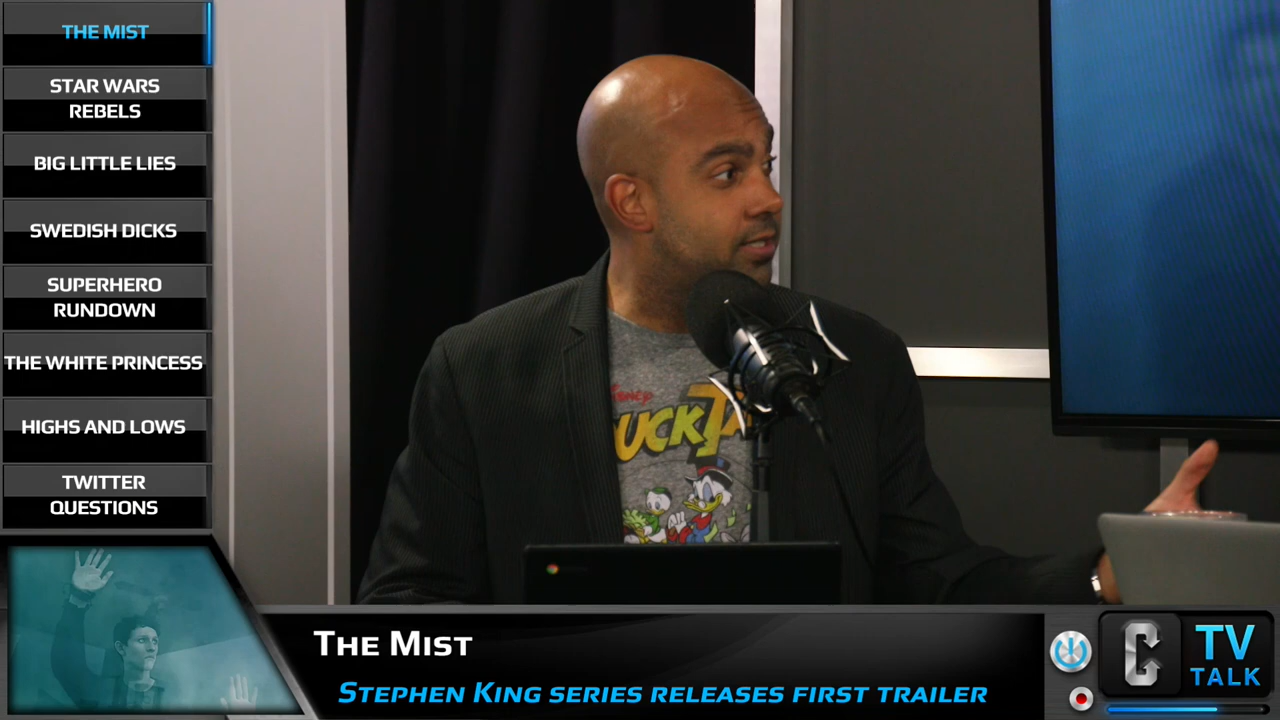 THE MIST
STAR WARS
REBELS
BIG LITTLE LIES
SWEDISH DICKS
SUPERHERO
RUNDOWN
THE WHITE PRINCESS
HIGHS AND LOWS
TWITTER
QUESTIONS
DISNEY
THE MIST
STEPHEN KING SERIES RELEASES FIRST TRAILER
C
TV
TALK